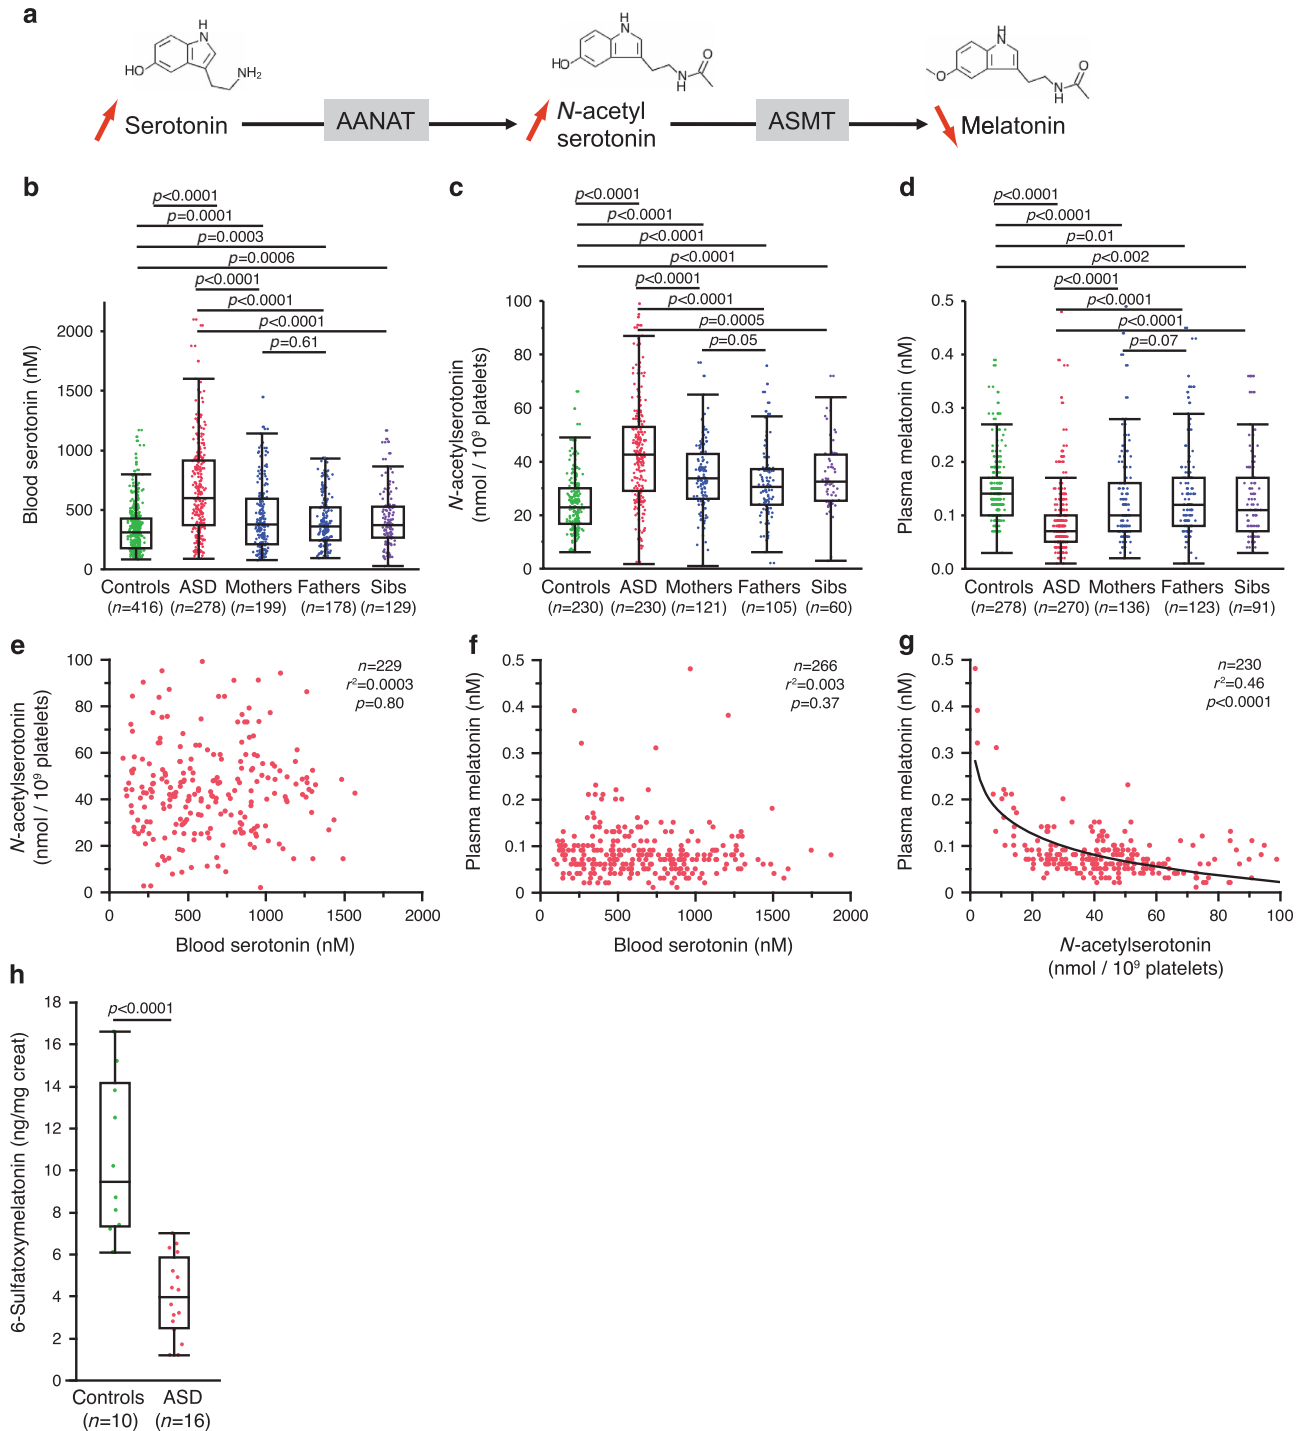 a
H
N
HO
NH2
H
N
HO
N
H
O
H
N
O
N
H
O
Serotonin
AANAT
N-acetyl
serotonin
ASMT
Melatonin
b
p<0.0001
p=0.0001
p=0.0003
p=0.0006
p<0.0001
p<0.0001
p<0.0001
p=0.61
Blood serotonin (nM)
2000
1500
1000
500
0
Controls ASD Mothers Fathers Sibs
(n=416) (n=278) (n=199) (n=178) (n=129)
c
p<0.0001
p<0.0001
p<0.0001
p<0.0001
p<0.0001
p<0.0001
p=0.0005
p=0.05
N-acetylserotonin
(nmol / 10⁹ platelets)
100
80
60
40
20
0
Controls ASD Mothers Fathers Sibs
(n=230) (n=230) (n=121) (n=105) (n=60)
d
p<0.0001
p<0.0001
p=0.01
p<0.002
p<0.0001
p<0.0001
p<0.0001
p=0.07
Plasma melatonin (nM)
0.5
0.4
0.3
0.2
0.1
0.0
Controls ASD Mothers Fathers Sibs
(n=278) (n=270) (n=136) (n=123) (n=91)
e
n=229
r²=0.0003
p=0.80
N-acetylserotonin
(nmol / 10⁹ platelets)
100
80
60
40
20
0
0 500 1000 1500 2000
Blood serotonin (nM)
f
n=266
r²=0.003
p=0.37
Plasma melatonin (nM)
0.5
0.4
0.3
0.2
0.1
0
0 500 1000 1500 2000
Blood serotonin (nM)
g
n=230
r²=0.46
p<0.0001
Plasma melatonin (nM)
0.5
0.4
0.3
0.2
0.1
0
0 20 40 60 80 100
N-acetylserotonin
(nmol / 10⁹ platelets)
h
p<0.0001
6-Sulfatoxymelatonin (ng/mg creat)
18
16
14
12
10
8
6
4
2
0
Controls ASD
(n=10) (n=16)